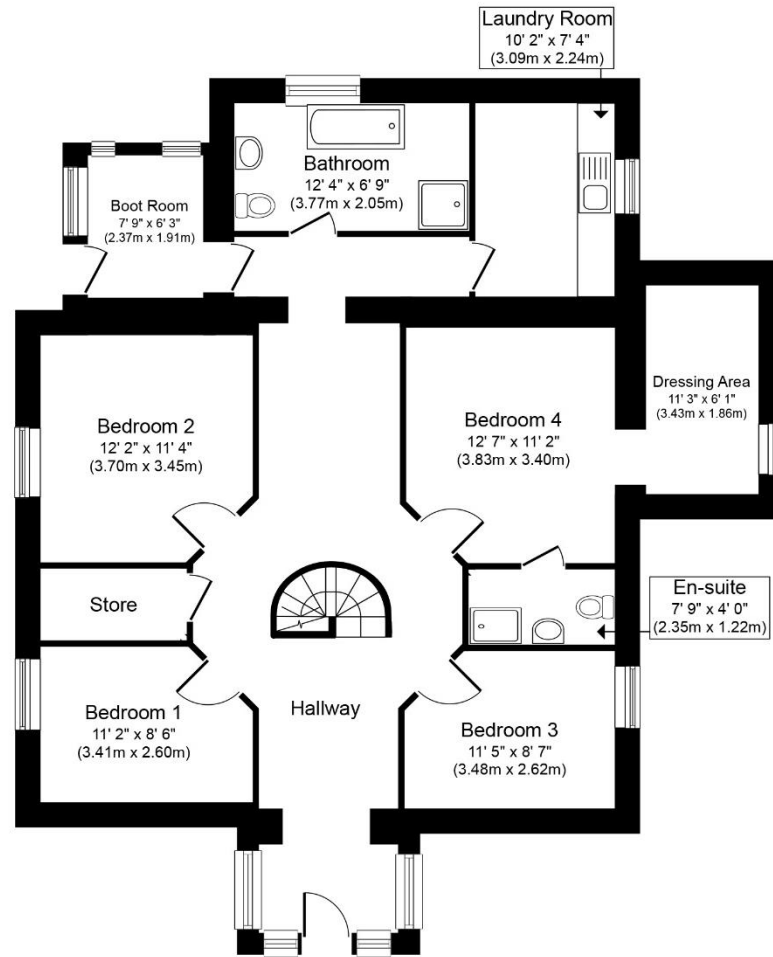 Laundry Room
10' 2" x 7' 4"
(3.09m x 2.24m)
Bathroom
12' 4" x 6' 9"
(3.77m x 2.05m)
Boot Room
7' 9" x 6' 3"
(2.37m x 1.91m)
Bedroom 2
12' 2" x 11' 4"
(3.70m x 3.45m)
Bedroom 4
12' 7" x 11' 2"
(3.83m x 3.40m)
Dressing Area
11' 3" x 6' 1"
(3.43m x 1.86m)
Store
En-suite
7' 9" x 4' 0"
(2.35m x 1.22m)
Bedroom 1
11' 2" x 8' 6"
(3.41m x 2.60m)
Hallway
Bedroom 3
11' 5" x 8' 7"
(3.48m x 2.62m)